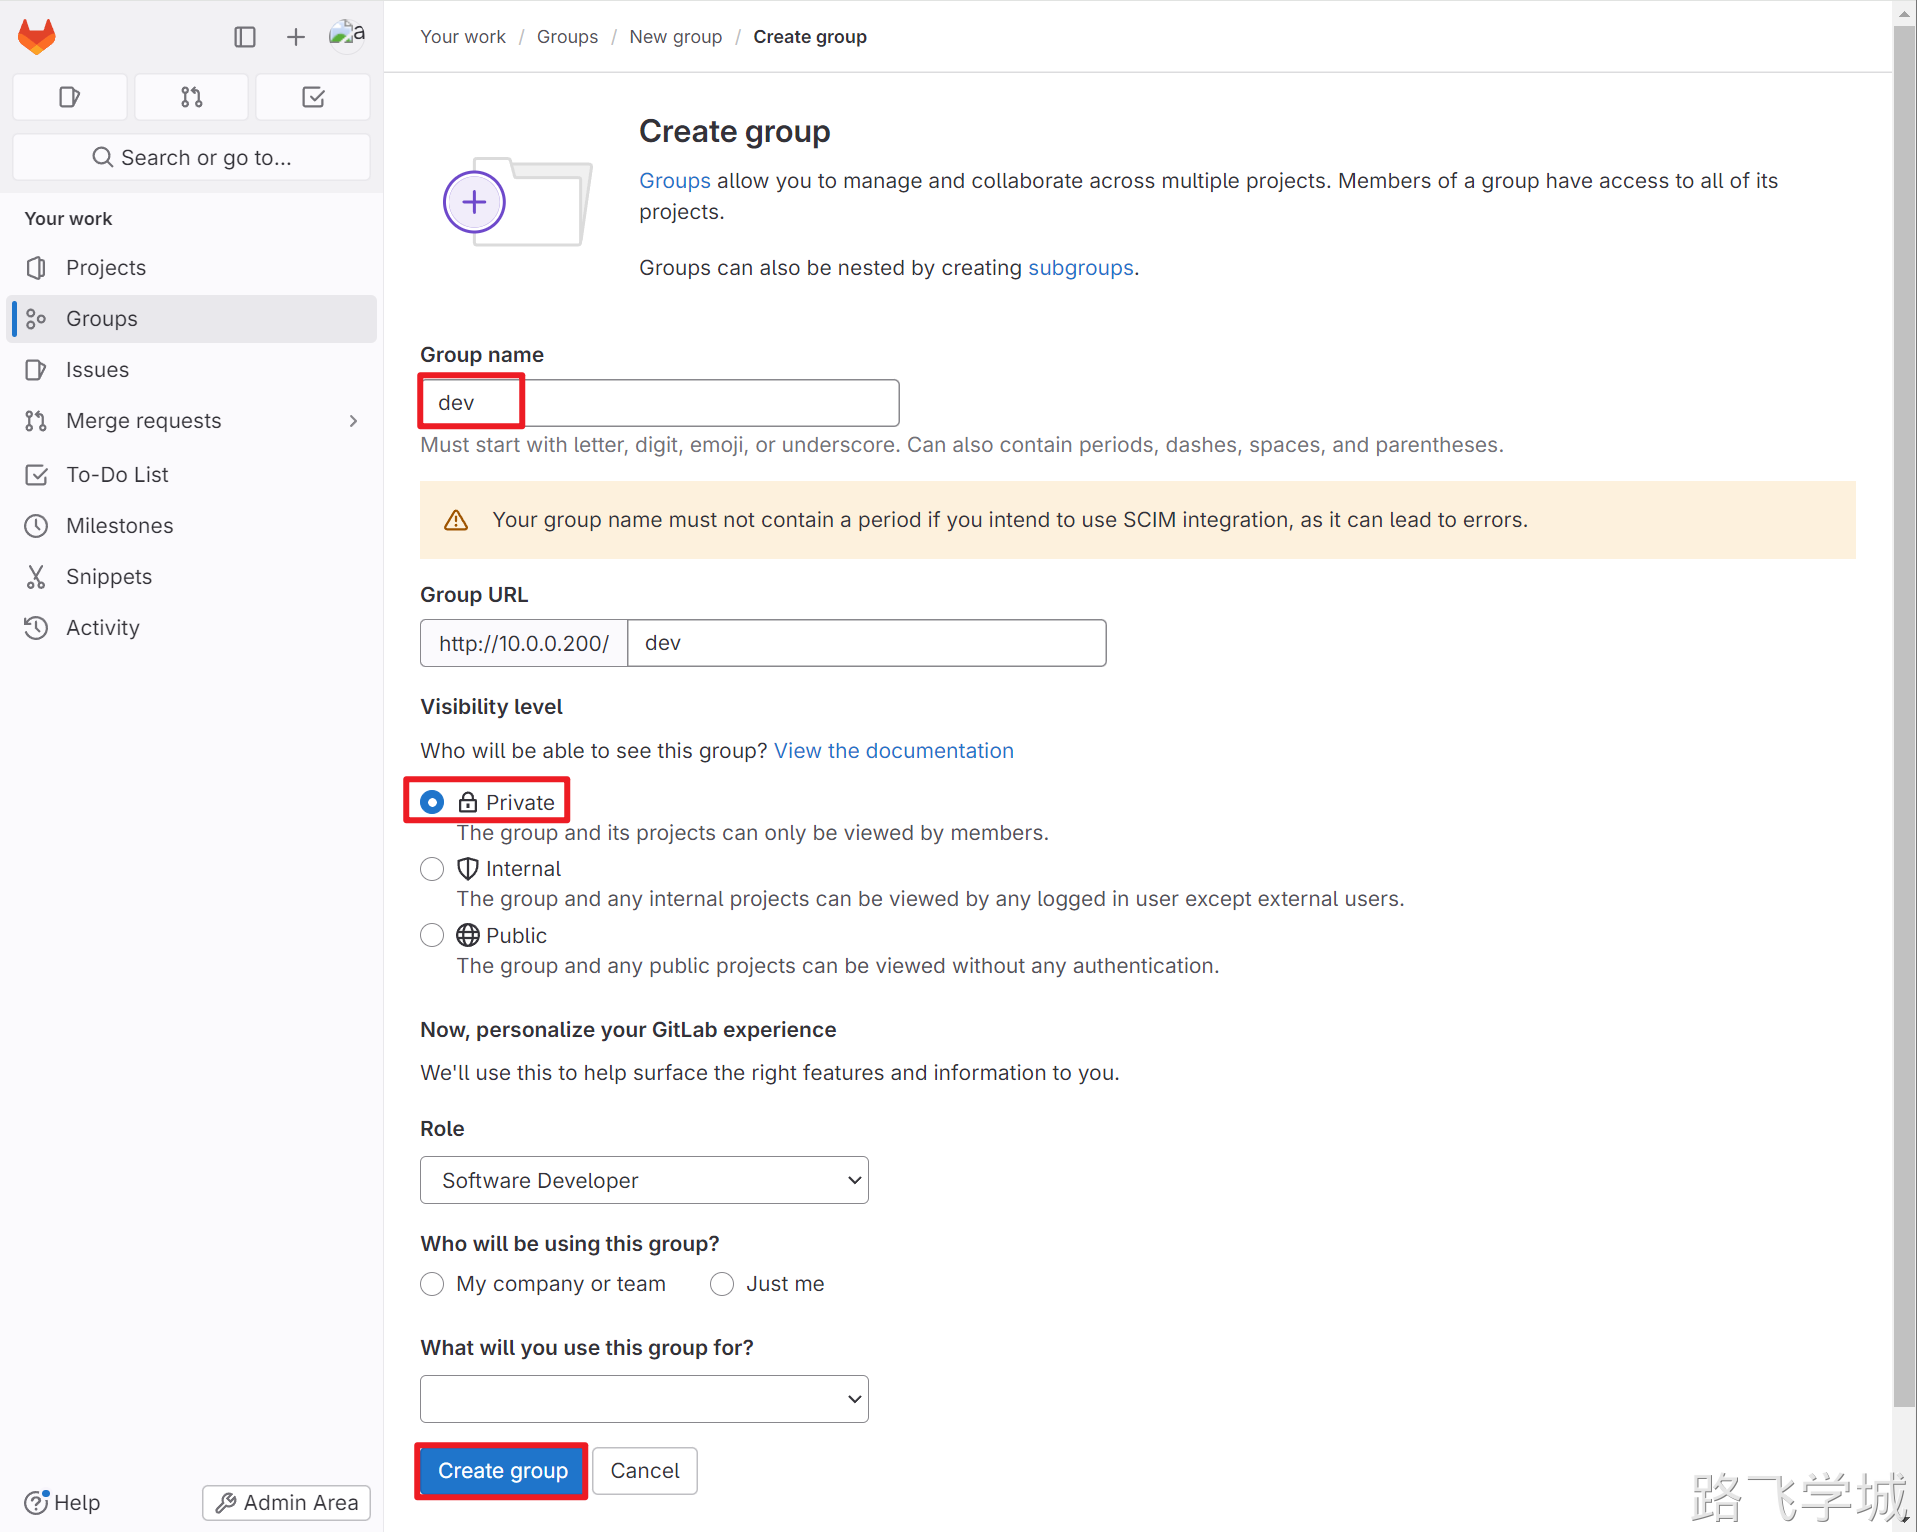 a
Your work / Groups / New group / Create group
Search or go to...
Your work
Projects
Groups
Issues
Merge requests
To-Do List
Milestones
Snippets
Activity
Help
Admin Area
Create group
Groups allow you to manage and collaborate across multiple projects. Members of a group have access to all of its
projects.
Groups can also be nested by creating subgroups.
Group name
dev
Must start with letter, digit, emoji, or underscore. Can also contain periods, dashes, spaces, and parentheses.
Your group name must not contain a period if you intend to use SCIM integration, as it can lead to errors.
Group URL
http://10.0.0.200/ dev
Visibility level
Who will be able to see this group? View the documentation
Private
The group and its projects can only be viewed by members.
Internal
The group and any internal projects can be viewed by any logged in user except external users.
Public
The group and any public projects can be viewed without any authentication.
Now, personalize your GitLab experience
We'll use this to help surface the right features and information to you.
Role
Software Developer
Who will be using this group?
My company or team Just me
What will you use this group for?
Create group Cancel
路飞学城